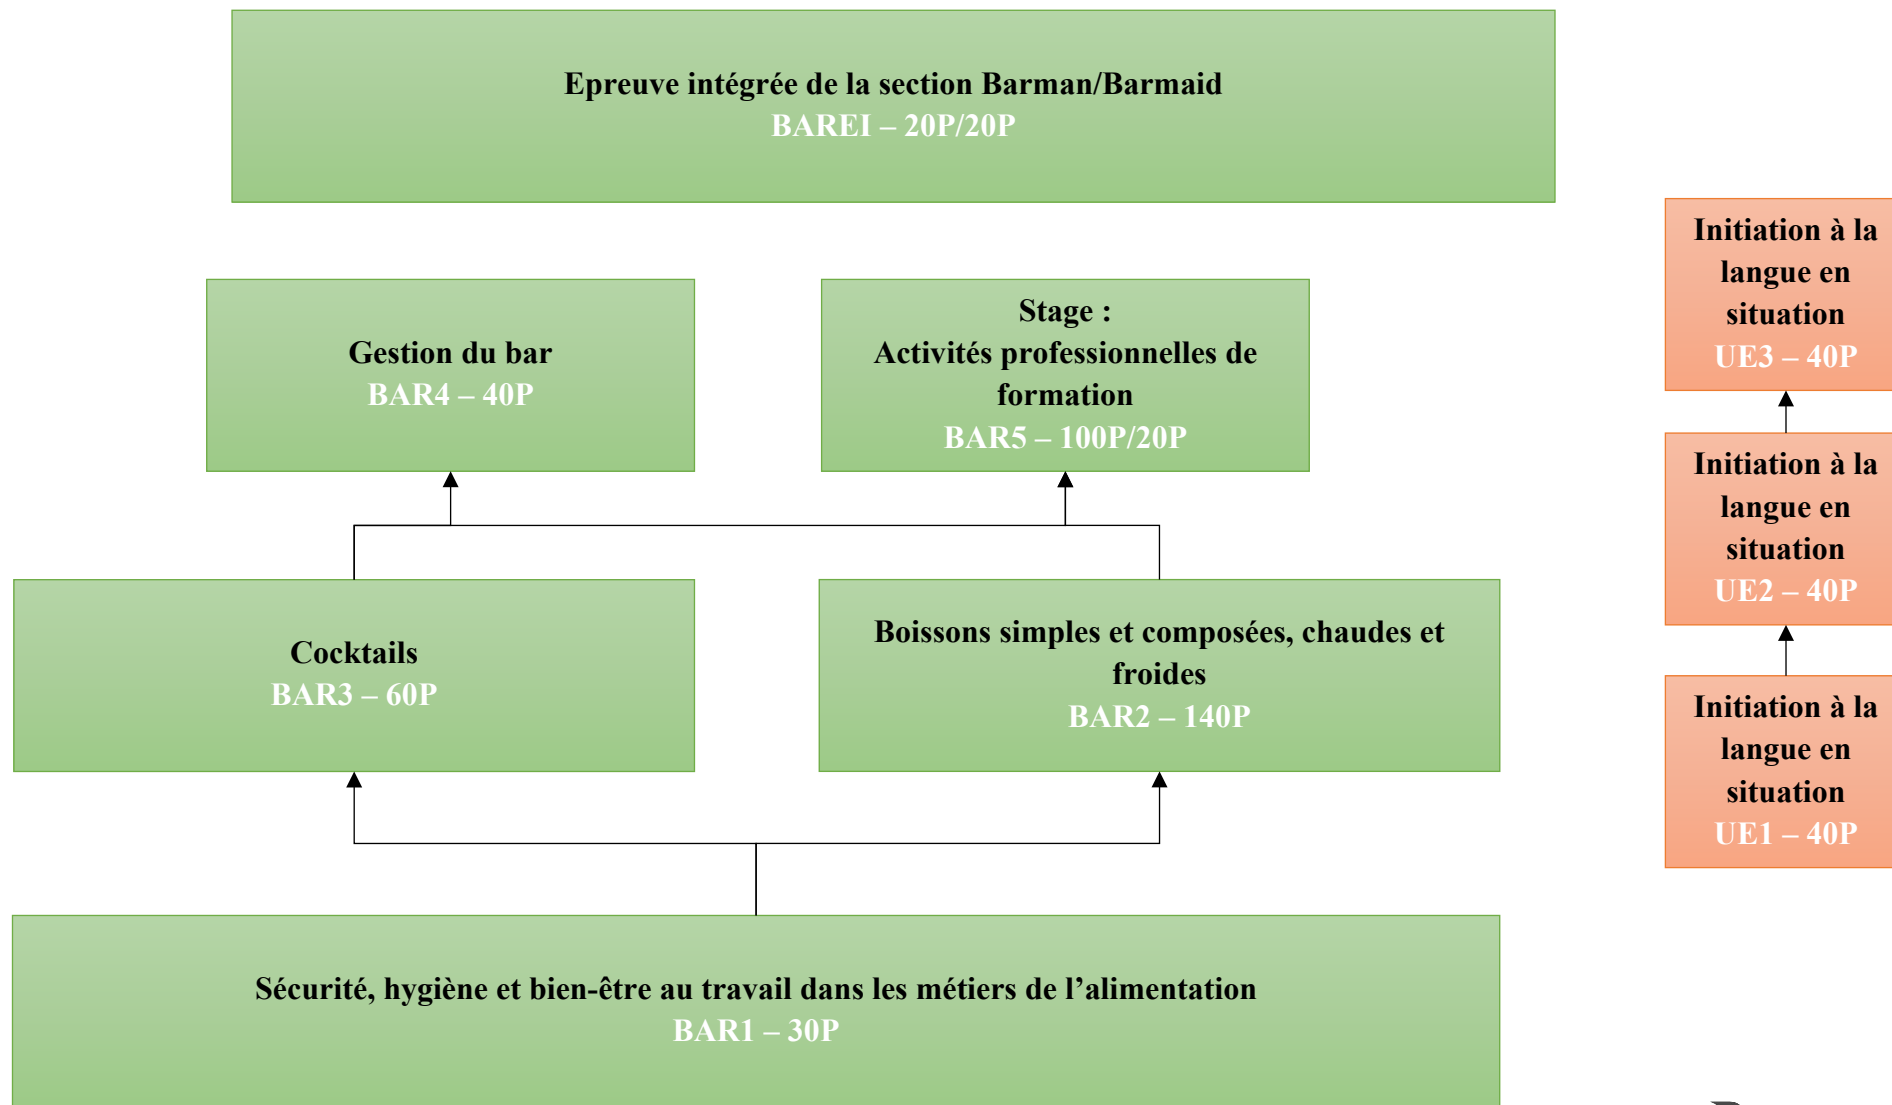 Epreuve intégrée de la section Barman/Barmaid
BAREI – 20P/20P
Gestion du bar
BAR4 – 40P
Stage :
Activités professionnelles de
formation
BAR5 – 100P/20P
Cocktails
BAR3 – 60P
Boissons simples et composées, chaudes et
froides
BAR2 – 140P
Sécurité, hygiène et bien-être au travail dans les métiers de l’alimentation
BAR1 – 30P
Initiation à la
langue en
situation
UE3 – 40P
Initiation à la
langue en
situation
UE2 – 40P
Initiation à la
langue en
situation
UE1 – 40P